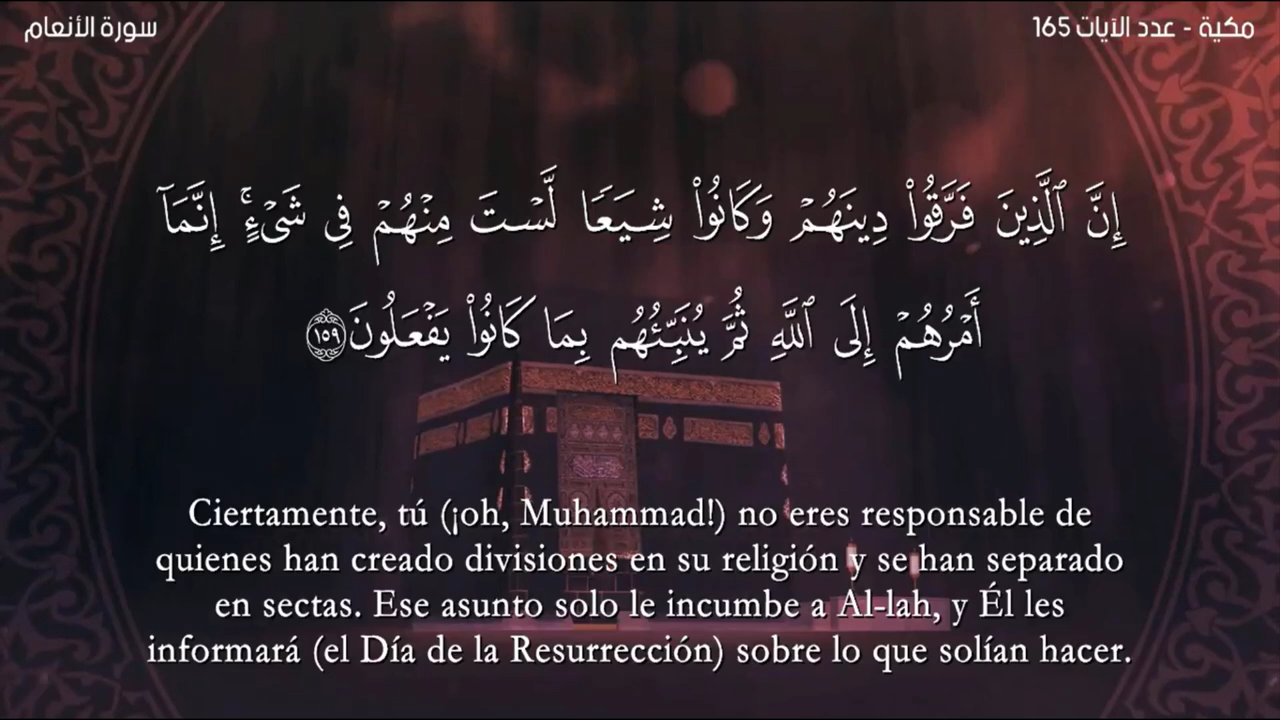 سورة الأنعام
مكية - عدد الآيات 165
إِنَّ ٱلَّذِينَ فَرَّقُوا۟ دِينَهُمْ وَكَانُوا۟ شِيَعًا لَّسْتَ مِنْهُمْ فِى شَىْءٍ ۚ إِنَّمَآ
أَمْرُهُمْ إِلَى ٱللَّهِ ثُمَّ يُنَبِّئُهُم بِمَا كَانُوا۟ يَفْعَلُونَ ١٥٩
Ciertamente, tú (¡oh, Muhammad!) no eres responsable de
quienes han creado divisiones en su religión y se han separado
en sectas. Ese asunto solo le incumbe a Al-lah, y Él les
informará (el Día de la Resurrección) sobre lo que solían hacer.